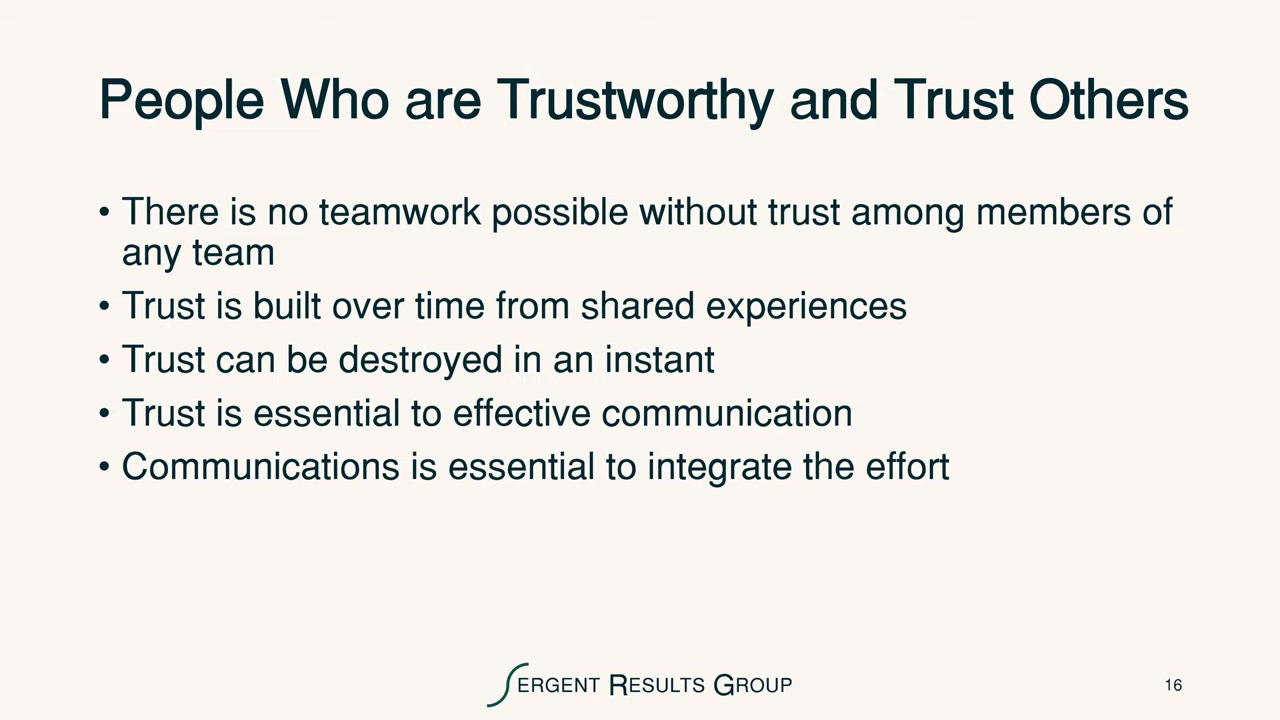 People Who are Trustworthy and Trust Others
• There is no teamwork possible without trust among members of
any team
• Trust is built over time from shared experiences
• Trust can be destroyed in an instant
• Trust is essential to effective communication
• Communications is essential to integrate the effort
SERGENT RESULTS GROUP
16